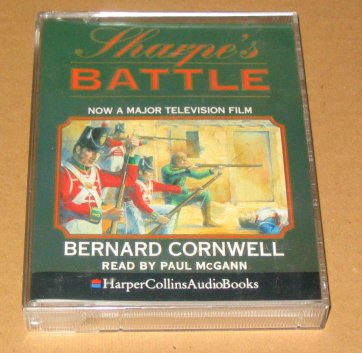 Sharpe's
BATTLE
NOW A MAJOR TELEVISION FILM
BERNARD CORNWELL
READ BY PAUL McGANN
HarperCollinsAudioBooks